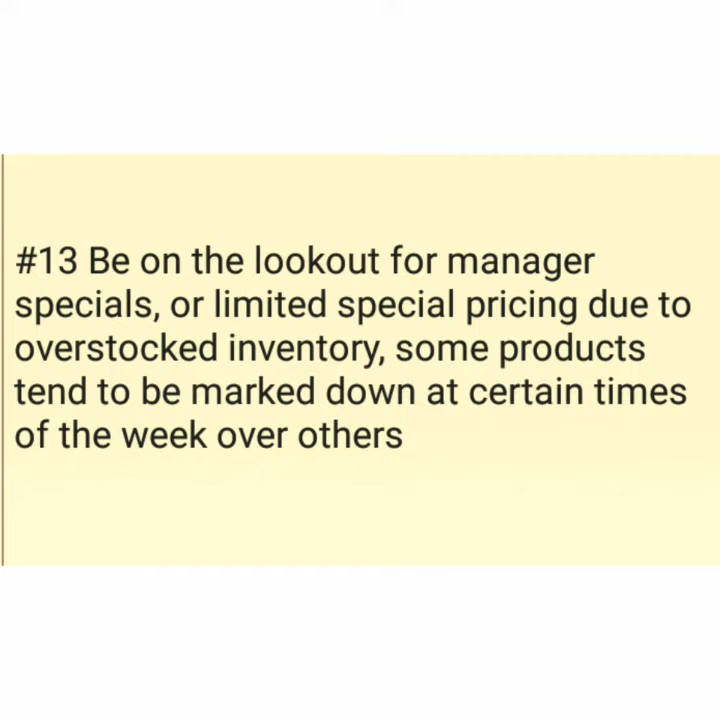 #13 Be on the lookout for manager
specials, or limited special pricing due to
overstocked inventory, some products
tend to be marked down at certain times
of the week over others